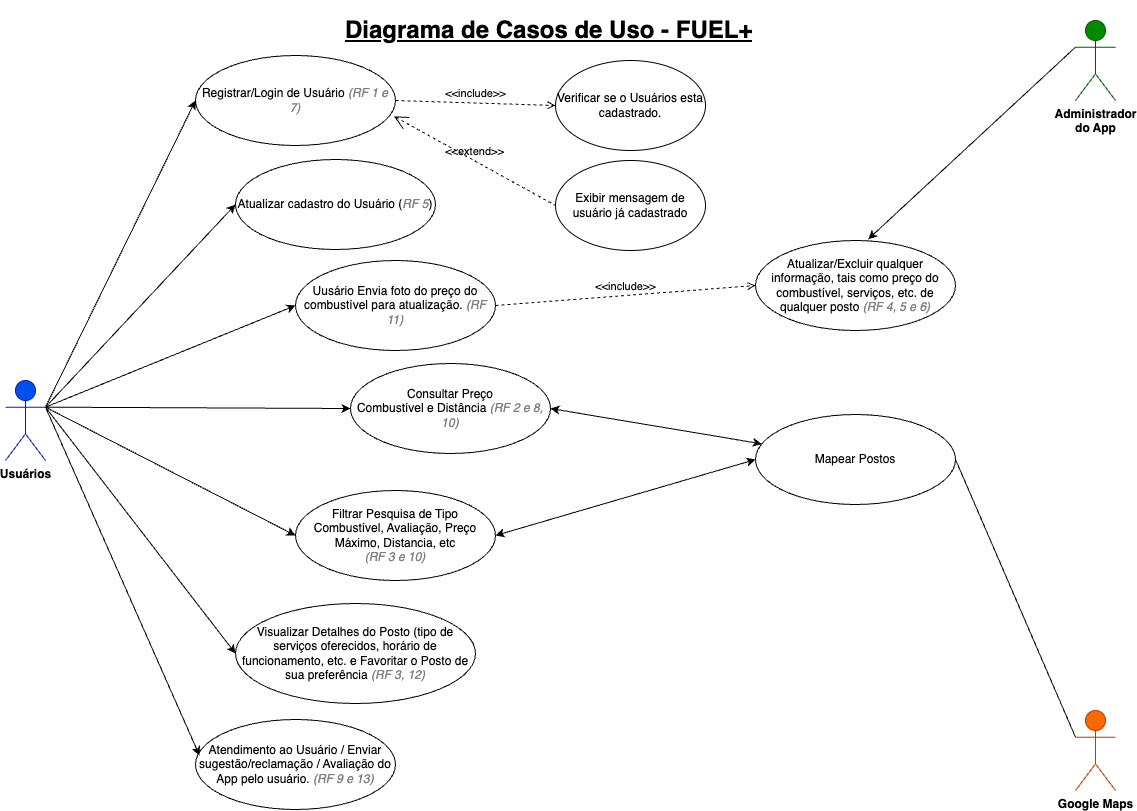 Diagrama de Casos de Uso - FUEL+
Registrar/Login de Usuário (RF 1 e
7)
<<include>>
Verificar se o Usuários esta
cadastrado.
Administrador
do App
<<extend>>
Atualizar cadastro do Usuário (RF 5)
Exibir mensagem de
usuário já cadastrado
Uusário Envia foto do preço do
combustível para atualização. (RF
11)
<<include>>
Atualizar/Excluir qualquer
informação, tais como preço do
combustível, serviços, etc. de
qualquer posto (RF 4, 5 e 6)
Usuários
Consultar Preço
Combustível e Distância (RF 2 e 8,
10)
Mapear Postos
Filtrar Pesquisa de Tipo
Combustível, Avaliação, Preço
Máximo, Distancia, etc
(RF 3 e 10)
Visualizar Detalhes do Posto (tipo de
serviços oferecidos, horário de
funcionamento, etc. e Favoritar o Posto de
sua preferência (RF 3, 12)
Atendimento ao Usuário / Enviar
sugestão/reclamação / Avaliação do
App pelo usuário. (RF 9 e 13)
Google Maps